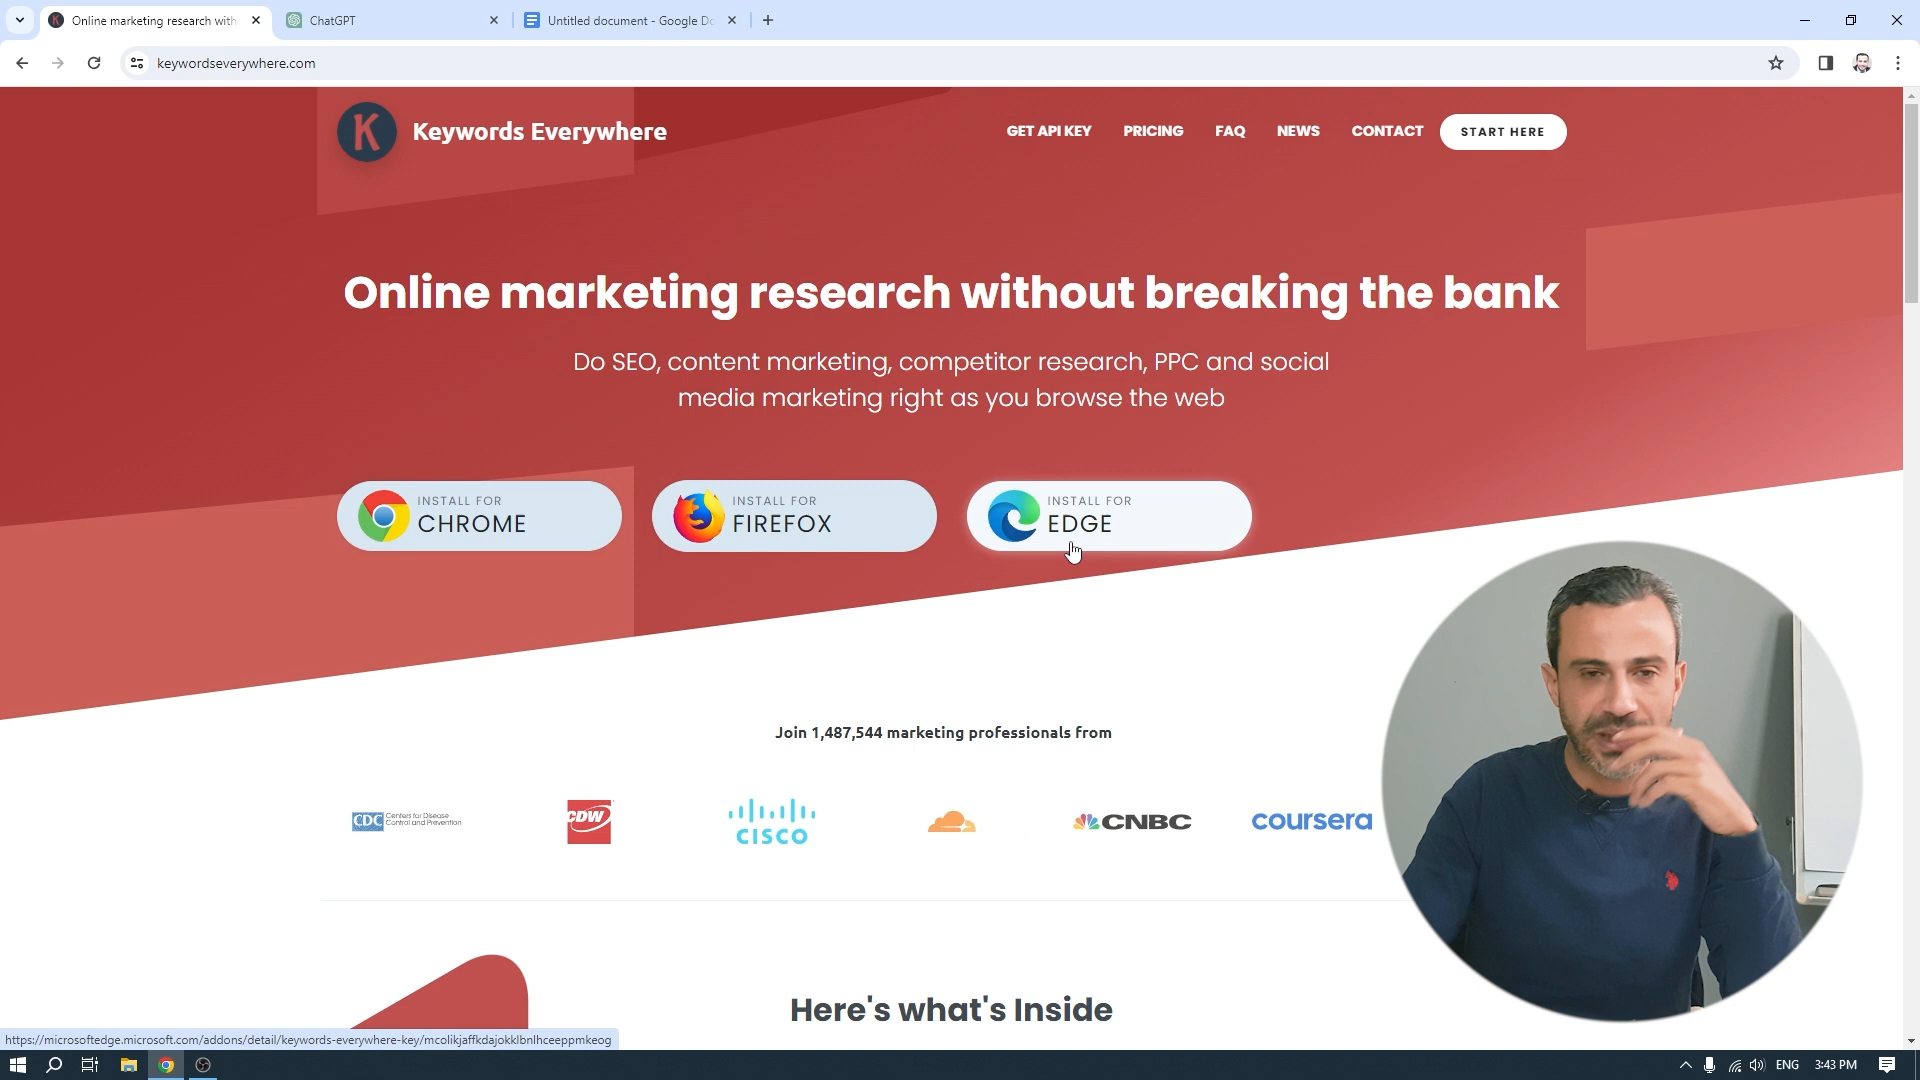 Online marketing research with
ChatGPT
Untitled document - Google Do
keywordseverywhere.com
K
Keywords Everywhere
GET API KEY
PRICING
FAQ
NEWS
CONTACT
START HERE
Online marketing research without breaking the bank
Do SEO, content marketing, competitor research, PPC and social
media marketing right as you browse the web
INSTALL FOR
CHROME
INSTALL FOR
FIREFOX
INSTALL FOR
EDGE
Join 1,487,544 marketing professionals from
CDC Centers for Disease
Control and Prevention
CDW
CISCO
CNBC
coursera
Here's what's Inside
https://microsoftedge.microsoft.com/addons/detail/keywords-everywhere-key/mcolikjaffkdajokklbnlhceeppmkeog
ENG
3:43 PM